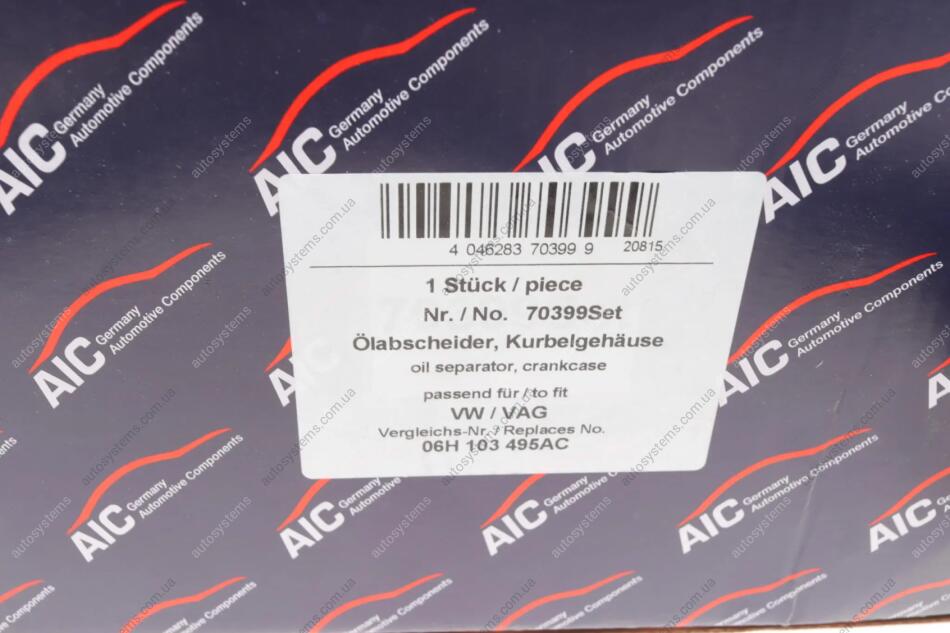 AIC Germany
Automotive Components
4 046283 70399 9
20815
1 Stück / piece
Nr. / No. 70399Set
Ölabscheider, Kurbelgehäuse
oil separator, crankcase
passend für / to fit
VW / VAG
Vergleichs-Nr. / Replaces No.
06H 103 495AC
autosystems.com.ua